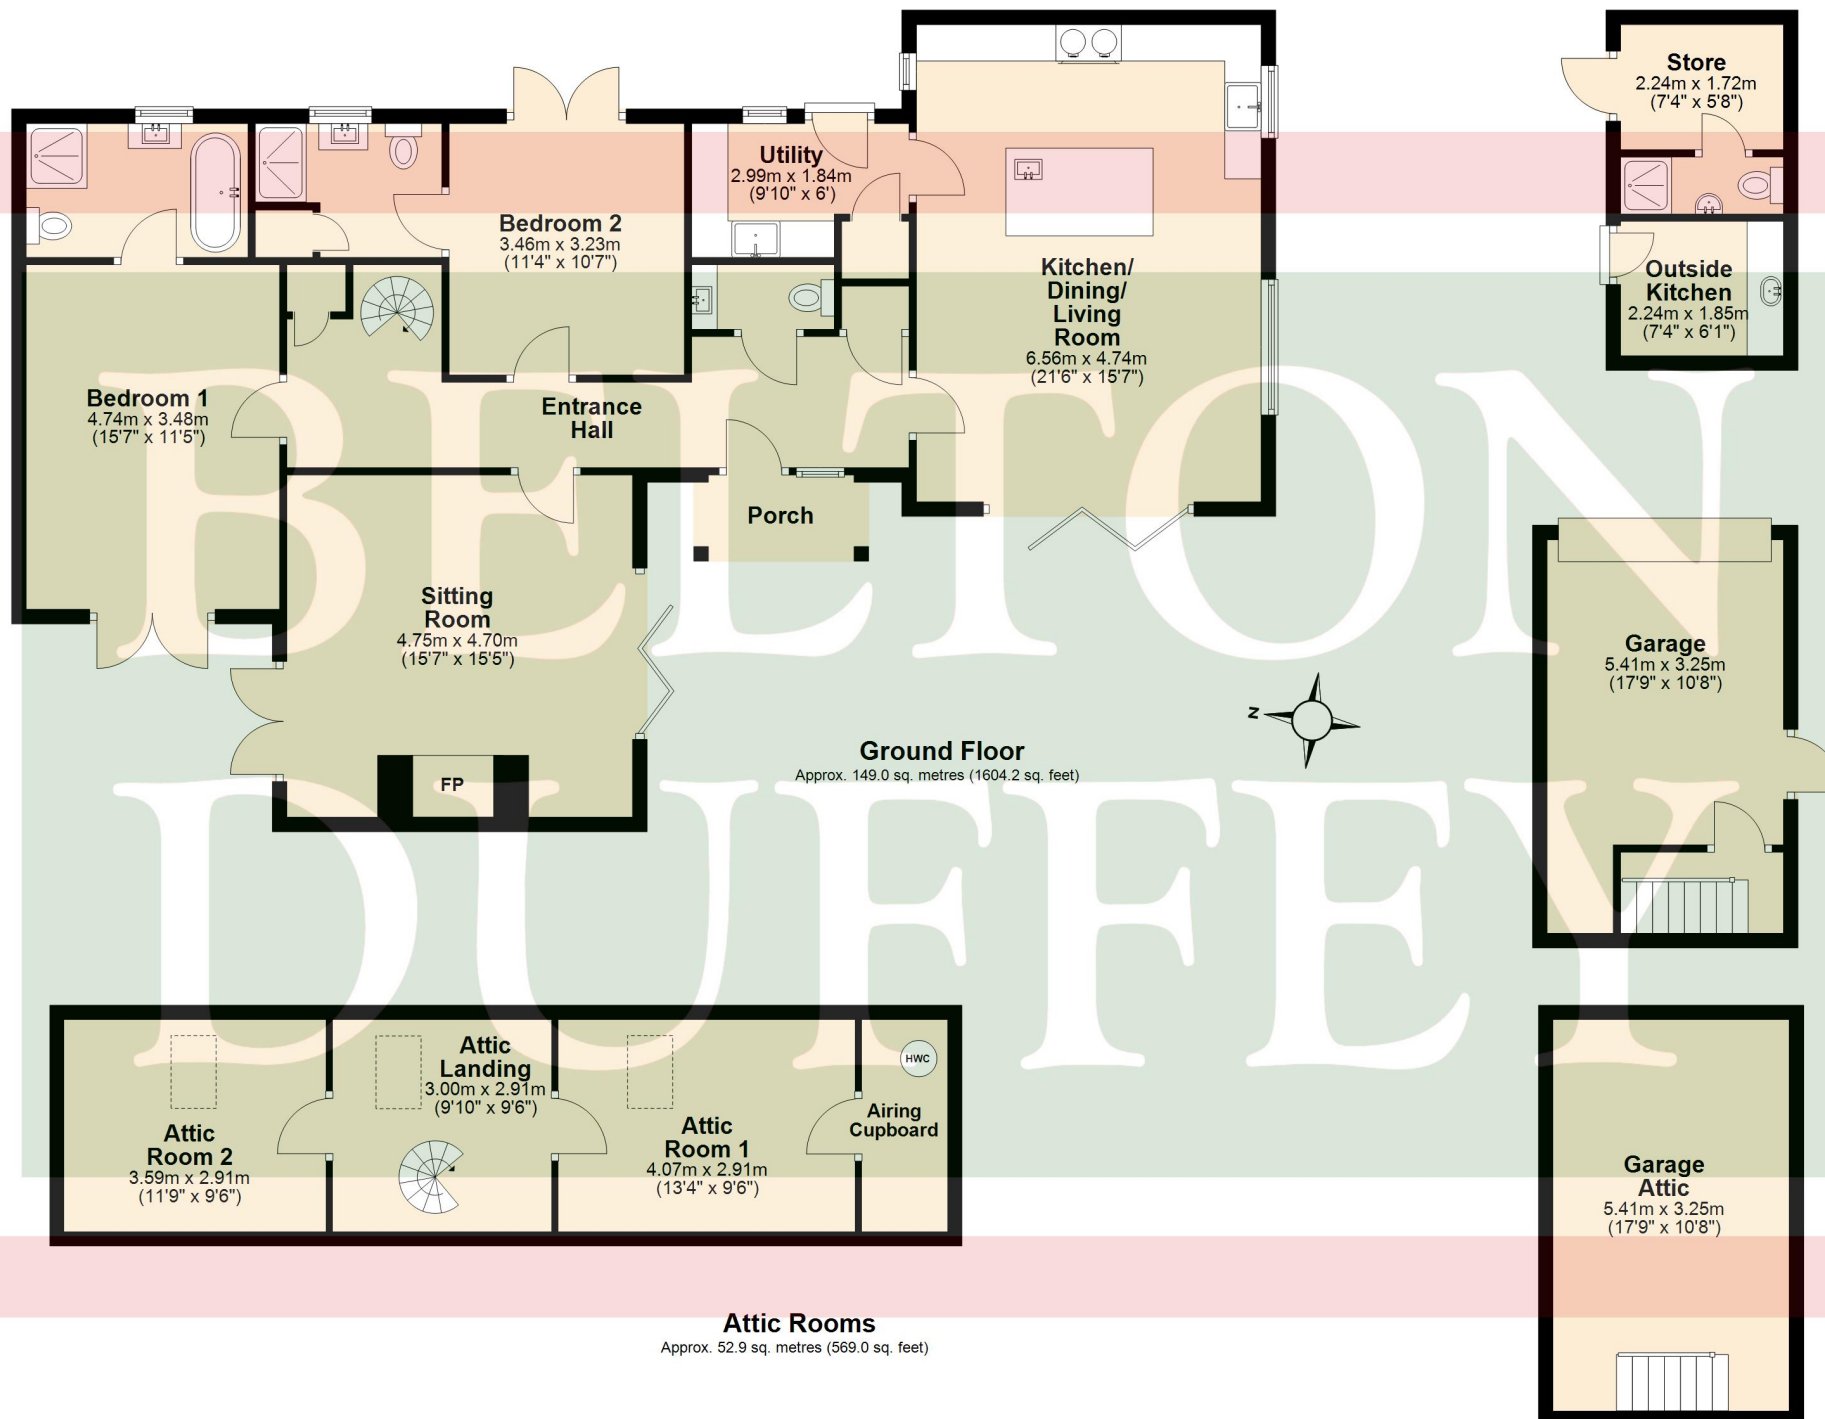 Store
2.24m x 1.72m
(7'4" x 5'8")
Utility
2.99m x 1.84m
(9'10" x 6')
Bedroom 2
3.46m x 3.23m
(11'4" x 10'7")
Kitchen/
Dining/
Living
Room
6.56m x 4.74m
(21'6" x 15'7")
Outside
Kitchen
2.24m x 1.85m
(7'4" x 6'1")
Bedroom 1
4.74m x 3.48m
(15'7" x 11'5")
Entrance
Hall
BELTON
Porch
Sitting
Room
4.75m x 4.70m
(15'7" x 15'5")
Garage
5.41m x 3.25m
(17'9" x 10'8")
N
Ground Floor
Approx. 149.0 sq. metres (1604.2 sq. feet)
FP
DUFFEY
Attic
Landing
3.00m x 2.91m
(9'10" x 9'6")
HWC
Airing
Cupboard
Attic
Room 2
3.59m x 2.91m
(11'9" x 9'6")
Attic
Room 1
4.07m x 2.91m
(13'4" x 9'6")
Garage
Attic
5.41m x 3.25m
(17'9" x 10'8")
Attic Rooms
Approx. 52.9 sq. metres (569.0 sq. feet)